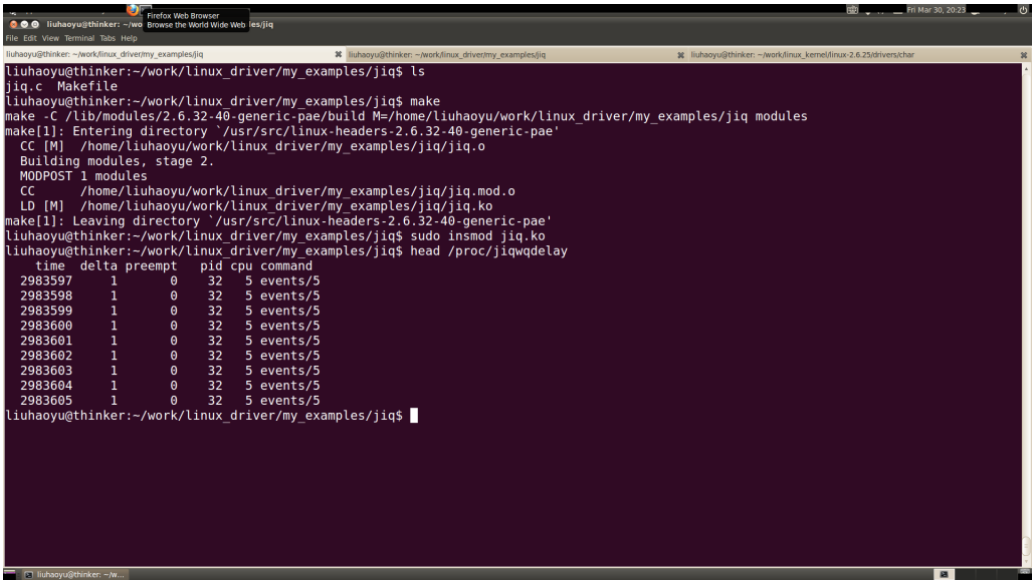 Fri Mar 30, 20:23
Firefox Web Browser
liuhaoyu@thinker: ~/wo Browse the World Wide Web les/jiq
File Edit View Terminal Tabs Help
liuhaoyu@thinker: ~/work/linux_driver/my_examples/jiq liuhaoyu@thinker: ~/work/linux_driver/my_examples/jiq liuhaoyu@thinker: ~/work/linux_kernel/linux-2.6.25/drivers/char
liuhaoyu@thinker:~/work/linux_driver/my_examples/jiq$ ls
jiq.c  Makefile
liuhaoyu@thinker:~/work/linux_driver/my_examples/jiq$ make
make -C /lib/modules/2.6.32-40-generic-pae/build M=/home/liuhaoyu/work/linux_driver/my_examples/jiq modules
make[1]: Entering directory `/usr/src/linux-headers-2.6.32-40-generic-pae'
  CC [M]  /home/liuhaoyu/work/linux_driver/my_examples/jiq/jiq.o
  Building modules, stage 2.
  MODPOST 1 modules
  CC      /home/liuhaoyu/work/linux_driver/my_examples/jiq/jiq.mod.o
  LD [M]  /home/liuhaoyu/work/linux_driver/my_examples/jiq/jiq.ko
make[1]: Leaving directory `/usr/src/linux-headers-2.6.32-40-generic-pae'
liuhaoyu@thinker:~/work/linux_driver/my_examples/jiq$ sudo insmod jiq.ko
liuhaoyu@thinker:~/work/linux_driver/my_examples/jiq$ head /proc/jiqwqdelay
    time  delta preempt   pid cpu command
  2983597     1       0    32   5 events/5
  2983598     1       0    32   5 events/5
  2983599     1       0    32   5 events/5
  2983600     1       0    32   5 events/5
  2983601     1       0    32   5 events/5
  2983602     1       0    32   5 events/5
  2983603     1       0    32   5 events/5
  2983604     1       0    32   5 events/5
  2983605     1       0    32   5 events/5
liuhaoyu@thinker:~/work/linux_driver/my_examples/jiq$
liuhaoyu@thinker: ~/w...